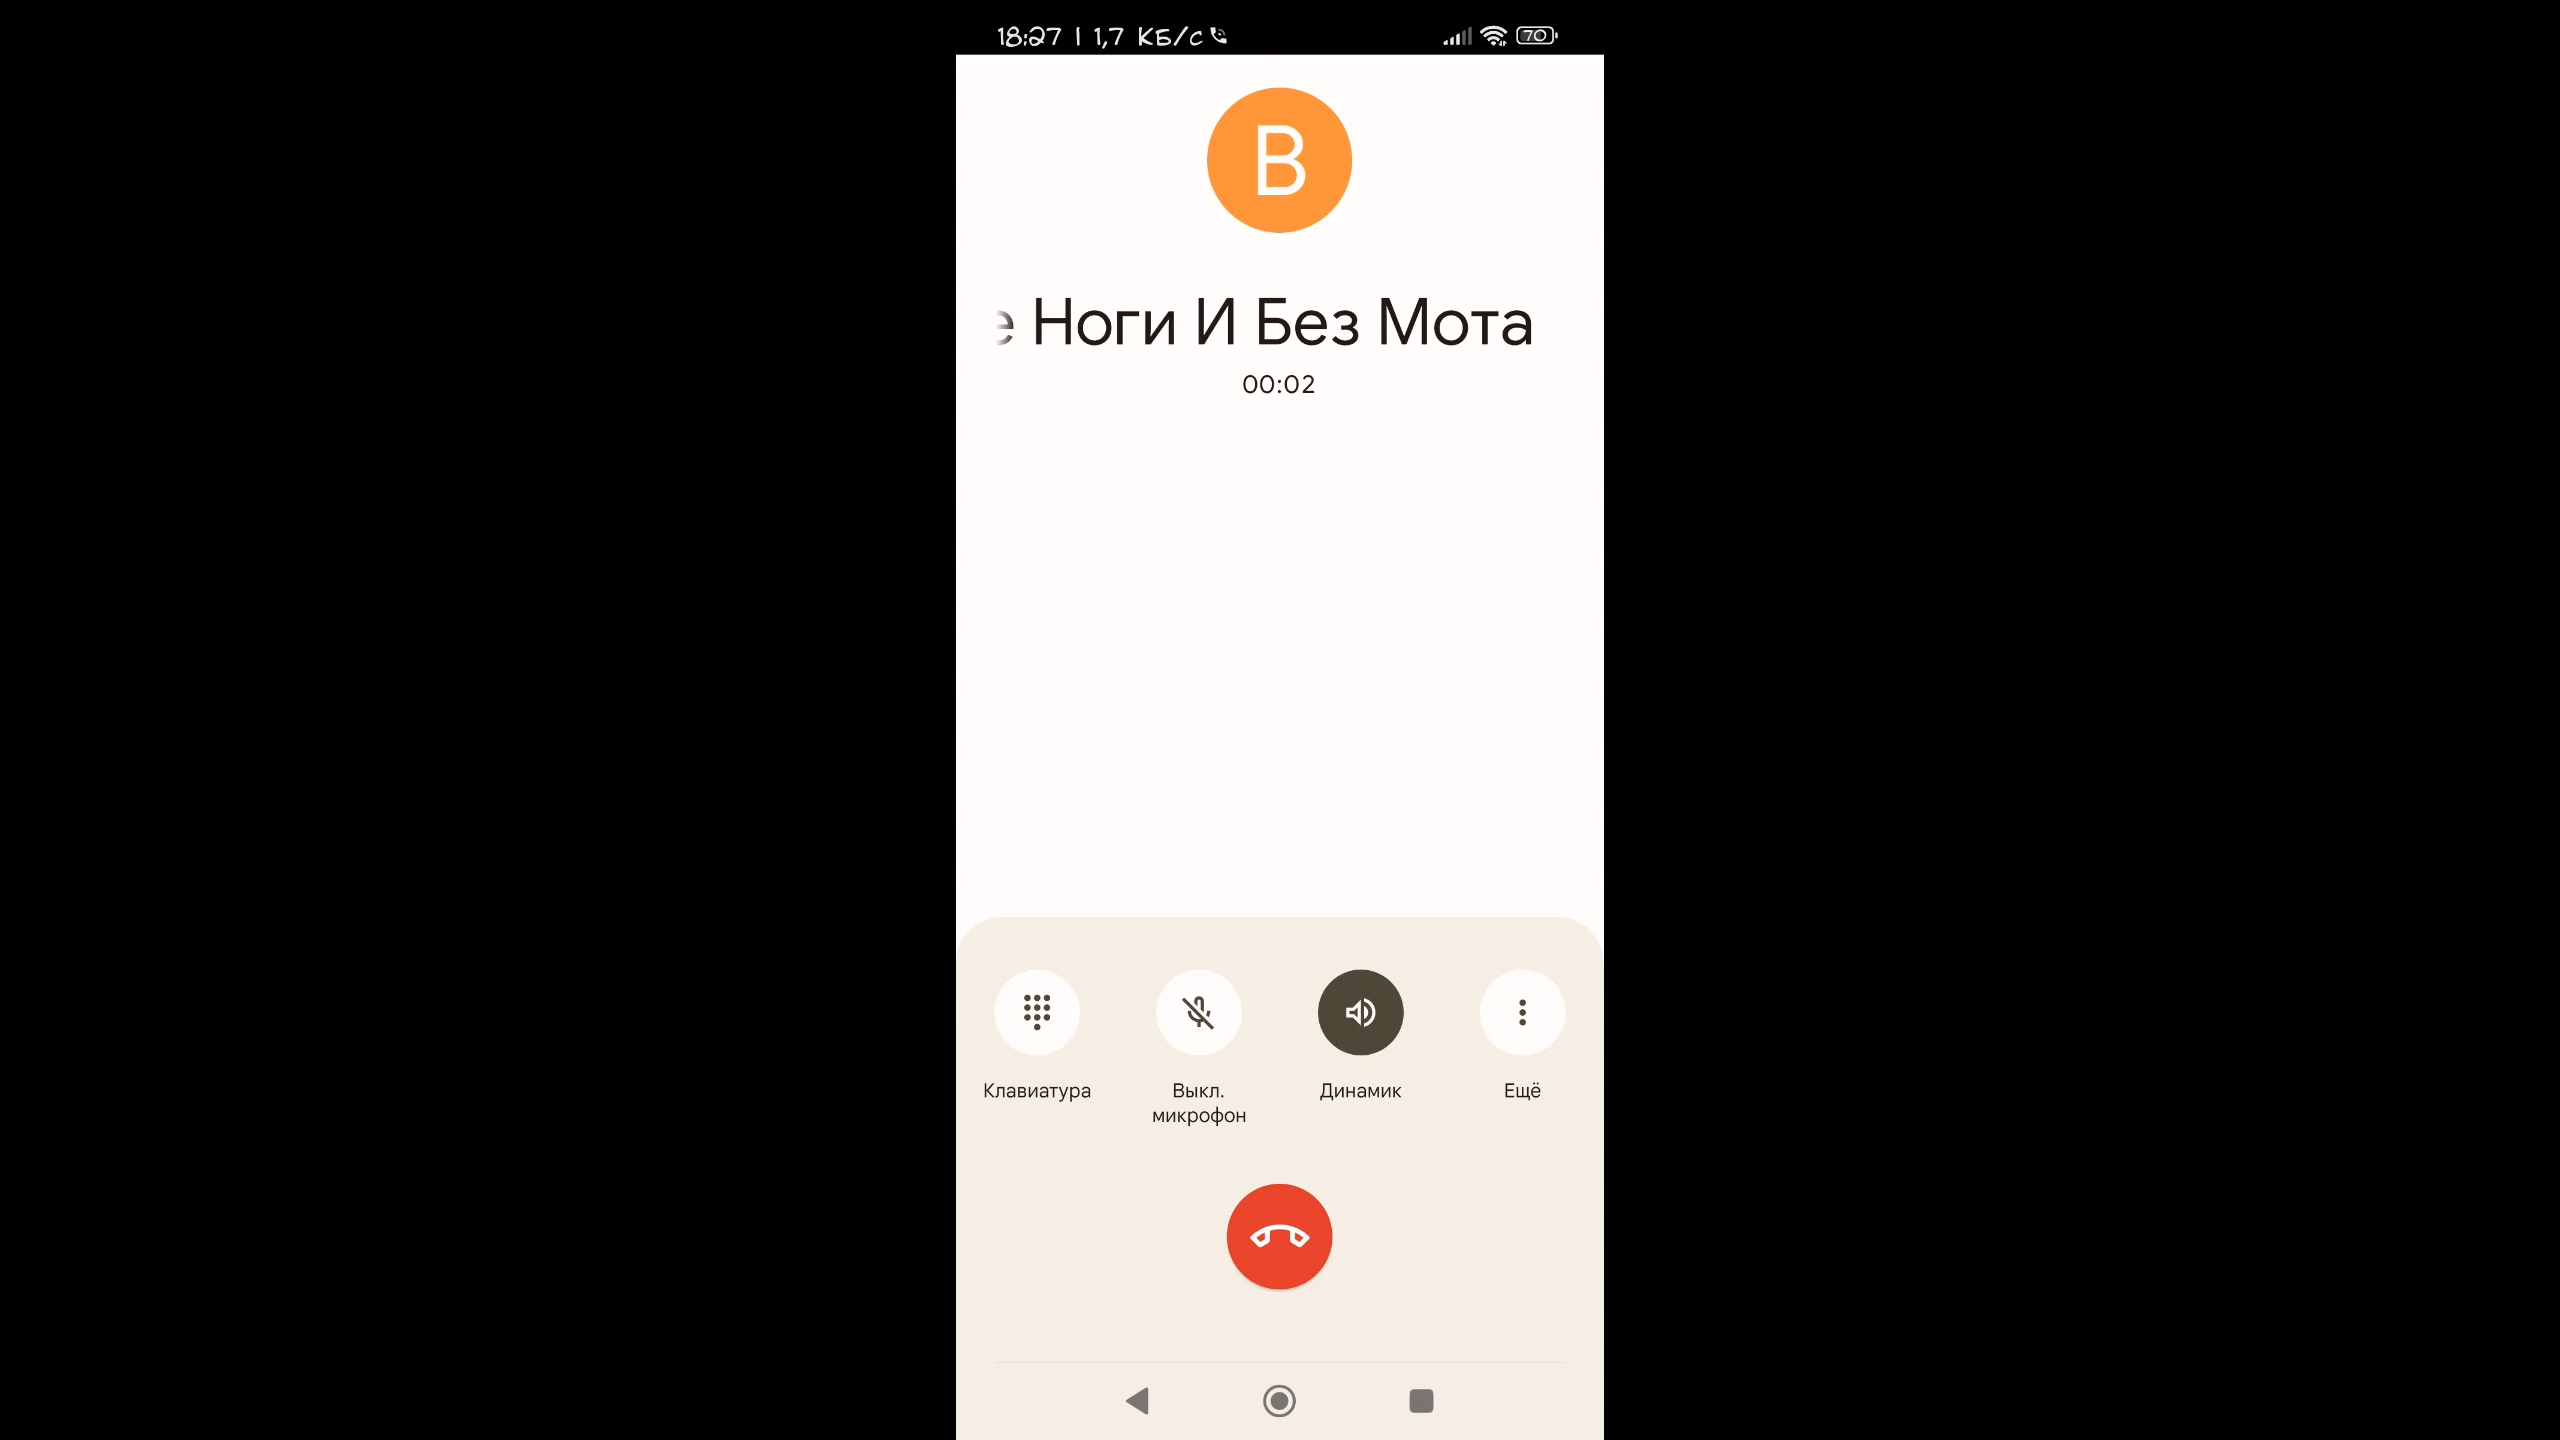 18:27 | 1,7 КБ/с
70
В
е Ноги И Без Мота
00:02
Клавиатура
Выкл.
микрофон
Динамик
Ещё